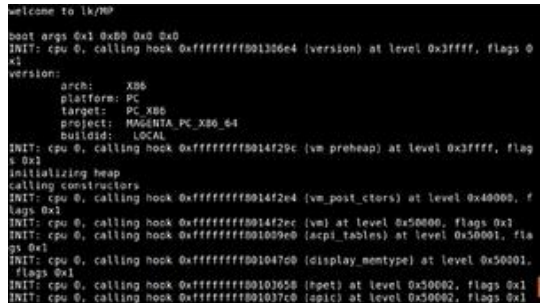 welcome to lk/MP
boot args 0x1 0x80 0x0 0x0
INIT: cpu 0, calling hook 0xffffffff801306e4 (version) at level 0x3ffff, flags 0
x1
version:
arch: X86
platform: PC
target: PC_X86
project: MAGENTA_PC_X86_64
buildid: LOCAL
INIT: cpu 0, calling hook 0xffffffff8014f29c (vm_preheap) at level 0x3ffff, flag
s 0x1
initializing heap
calling constructors
INIT: cpu 0, calling hook 0xffffffff8014f2e4 (vm_post_ctors) at level 0x40000, f
lags 0x1
INIT: cpu 0, calling hook 0xffffffff8014f2ec (vm) at level 0x50000, flags 0x1
INIT: cpu 0, calling hook 0xffffffff801009e0 (acpi_tables) at level 0x50001, fla
gs 0x1
INIT: cpu 0, calling hook 0xffffffff801047d0 (display_memtype) at level 0x50001,
flags 0x1
INIT: cpu 0, calling hook 0xffffffff80103658 (hpet) at level 0x50002, flags 0x1
INIT: cpu 0, calling hook 0xffffffff801037c0 (apic) at level 0x50002, flags 0x1